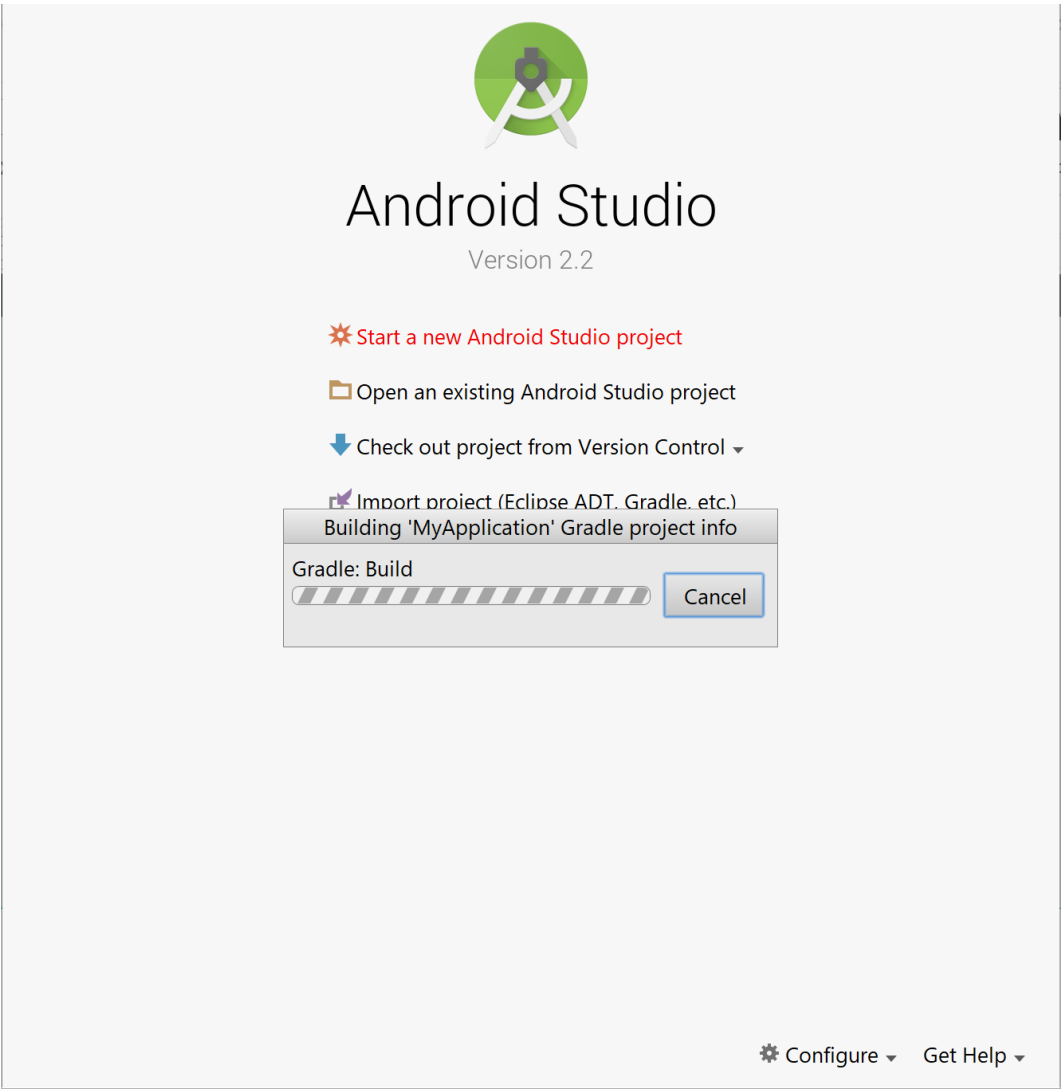 Android Studio
Version 2.2
Start a new Android Studio project
Open an existing Android Studio project
Check out project from Version Control
Import project (Eclipse ADT, Gradle, etc.)
Building 'MyApplication' Gradle project info
Gradle: Build
Cancel
Configure Get Help